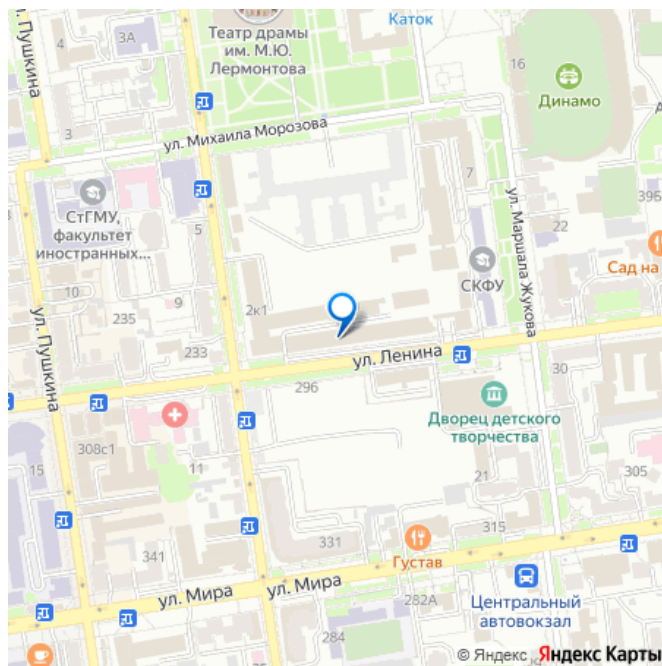 Каток
Театр драмы
им. М.Ю.
Лермонтова
ул. Пушкина
4
3А
16
Динамо
3
ул. Михаила Морозова
7
39Б
СтГМУ,
факультет
иностранных...
5
ул. Маршала Жукова
22
СКФУ
Сад на
10
9
2к1
235
ул. Пушкина
233
ул. Ленина
296
30
Дворец детского
творчества
308с1
11
15
21
305
315
331
341
Густав
ул. Мира
ул. Мира
282А
Центральный
автовокзал
284
© Яндекс
Яндекс Карты